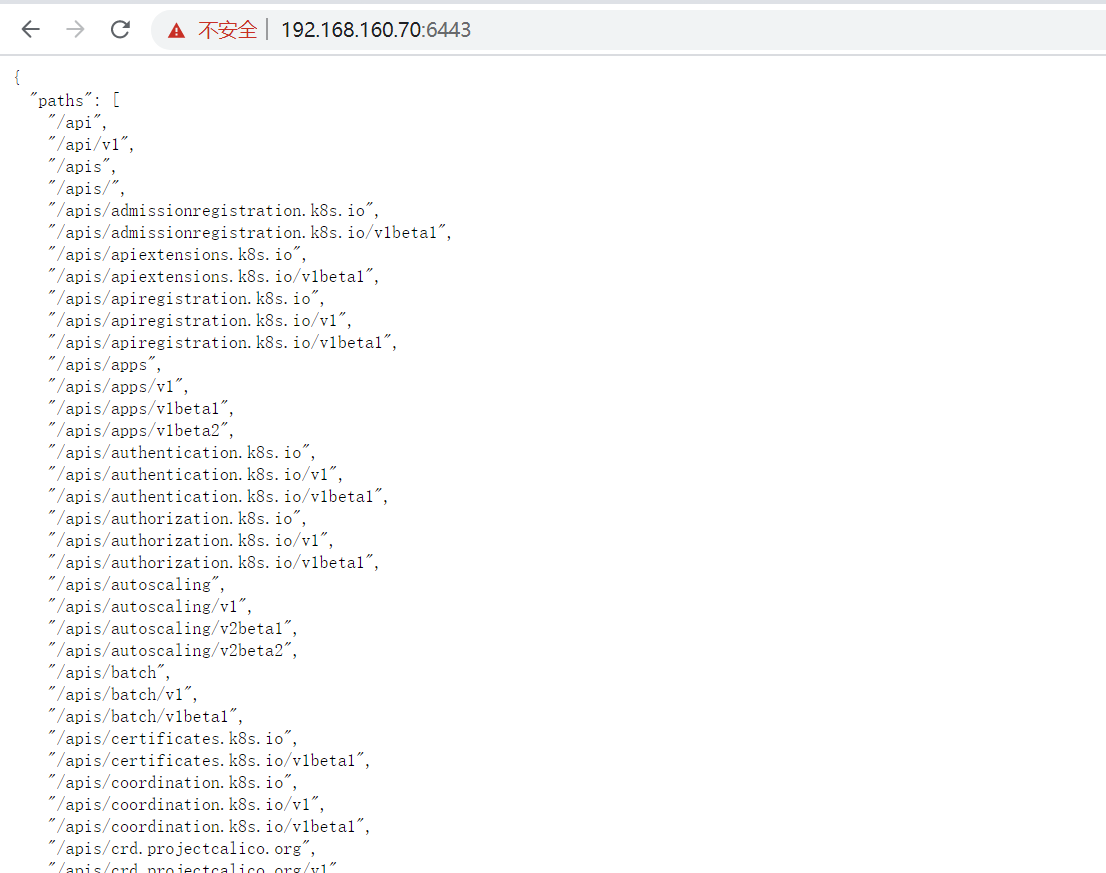 不安全 | 192.168.160.70:6443
{
"paths": [
"/api",
"/api/v1",
"/apis",
"/apis/",
"/apis/admissionregistration.k8s.io",
"/apis/admissionregistration.k8s.io/v1beta1",
"/apis/apiextensions.k8s.io",
"/apis/apiextensions.k8s.io/v1beta1",
"/apis/apiregistration.k8s.io",
"/apis/apiregistration.k8s.io/v1",
"/apis/apiregistration.k8s.io/v1beta1",
"/apis/apps",
"/apis/apps/v1",
"/apis/apps/v1beta1",
"/apis/apps/v1beta2",
"/apis/authentication.k8s.io",
"/apis/authentication.k8s.io/v1",
"/apis/authentication.k8s.io/v1beta1",
"/apis/authorization.k8s.io",
"/apis/authorization.k8s.io/v1",
"/apis/authorization.k8s.io/v1beta1",
"/apis/autoscaling",
"/apis/autoscaling/v1",
"/apis/autoscaling/v2beta1",
"/apis/autoscaling/v2beta2",
"/apis/batch",
"/apis/batch/v1",
"/apis/batch/v1beta1",
"/apis/certificates.k8s.io",
"/apis/certificates.k8s.io/v1beta1",
"/apis/coordination.k8s.io",
"/apis/coordination.k8s.io/v1",
"/apis/coordination.k8s.io/v1beta1",
"/apis/crd.projectcalico.org",
"/apis/crd.projectcalico.org/v1"